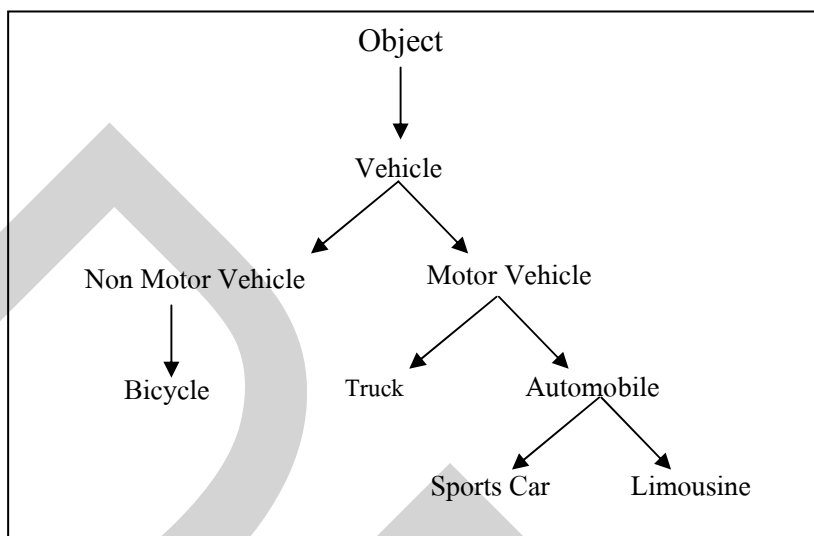 Object
Vehicle
Non Motor Vehicle
Motor Vehicle
Bicycle
Truck
Automobile
Sports Car
Limousine